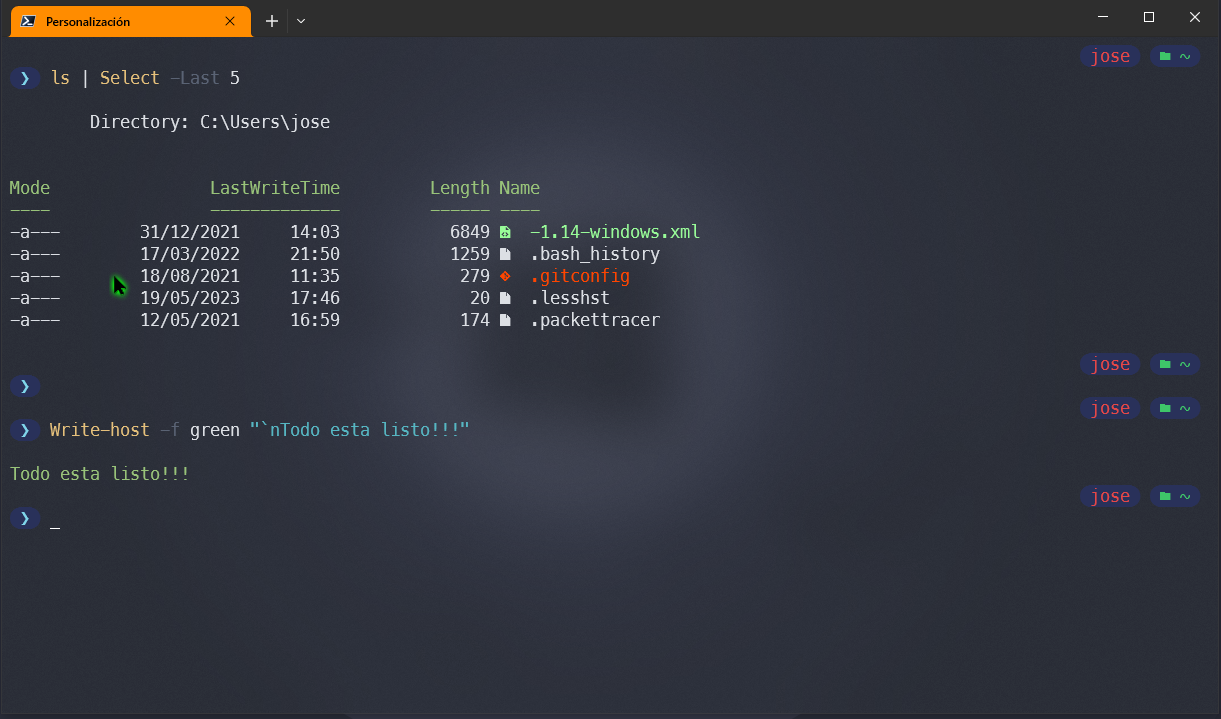 Personalización
jose ~
❯ ls | Select -Last 5
Directory: C:\Users\jose
Mode LastWriteTime Length Name
---- ------------- ------ ----
-a--- 31/12/2021 14:03 6849 -1.14-windows.xml
-a--- 17/03/2022 21:50 1259 .bash_history
-a--- 18/08/2021 11:35 279 .gitconfig
-a--- 19/05/2023 17:46 20 .lesshst
-a--- 12/05/2021 16:59 174 .packettracer
jose ~
❯
jose ~
❯ Write-host -f green "`nTodo esta listo!!!"
Todo esta listo!!!
jose ~
❯ _